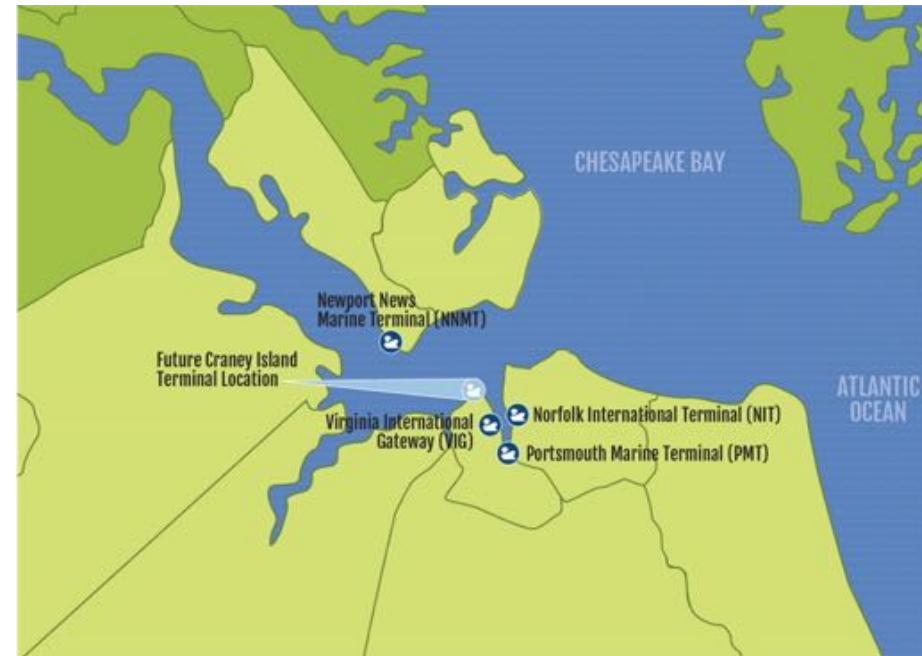 CHESAPEAKE BAY
Newport News
Marine Terminal (NNMT)
Future Craney Island
Terminal Location
ATLANTIC
OCEAN
Virginia International
Gateway (VIG)
Norfolk International Terminal (NIT)
Portsmouth Marine Terminal (PMT)